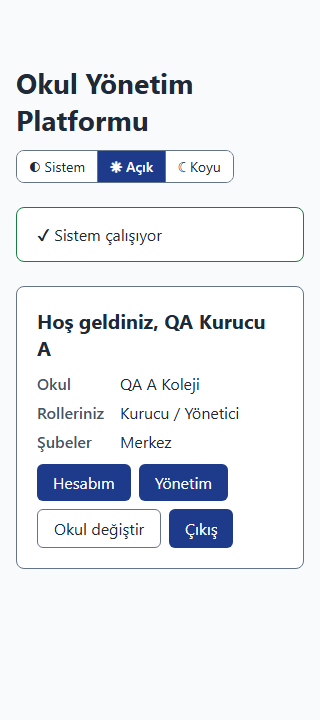 Okul Yönetim
Platformu
◐ Sistem ☀ Açık ☾ Koyu
✓ Sistem çalışıyor
Hoş geldiniz, QA Kurucu
A
Okul QA A Koleji
Rolleriniz Kurucu / Yönetici
Şubeler Merkez
Hesabım Yönetim
Okul değiştir Çıkış